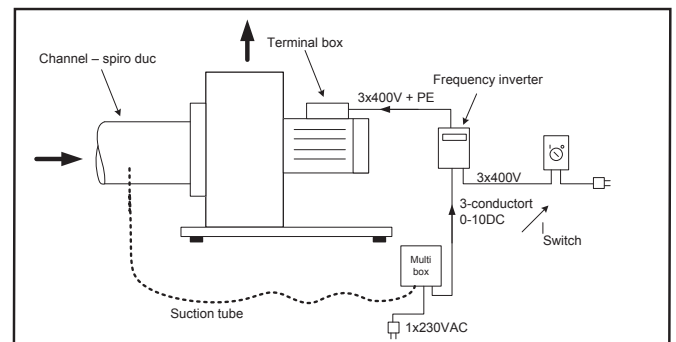 Terminal box
Channel – spiro duc
Frequency inverter
3x400V + PE
I O
3x400V
3-conductort
0-10DC
Switch
Multi
box
Suction tube
1x230VAC